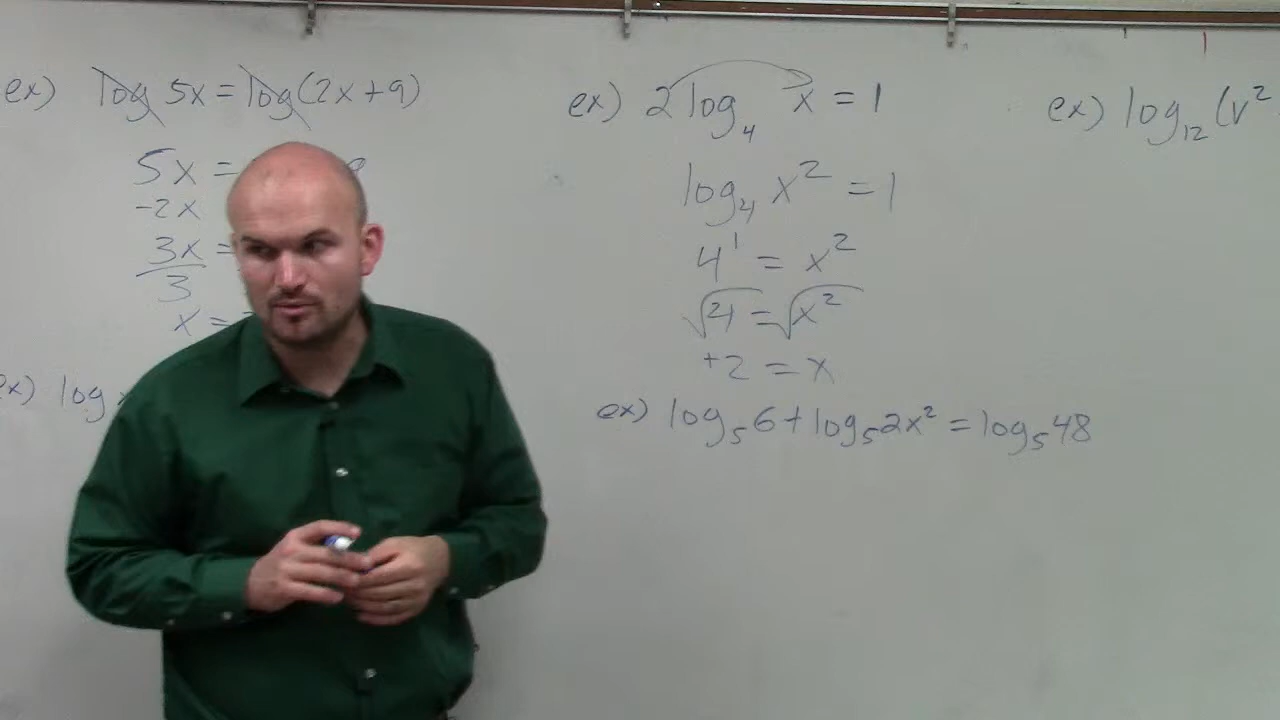 ex) log 5x = log(2x+9)
5x =
-2x
3x =
3
x =
ex) log
ex) 2 log₄ x = 1
log₄ x² = 1
4¹ = x²
√4 = √x²
+2 = x
ex) log₅ 6 + log₅ 2x² = log₅ 48
ex) log₁₂ (v²